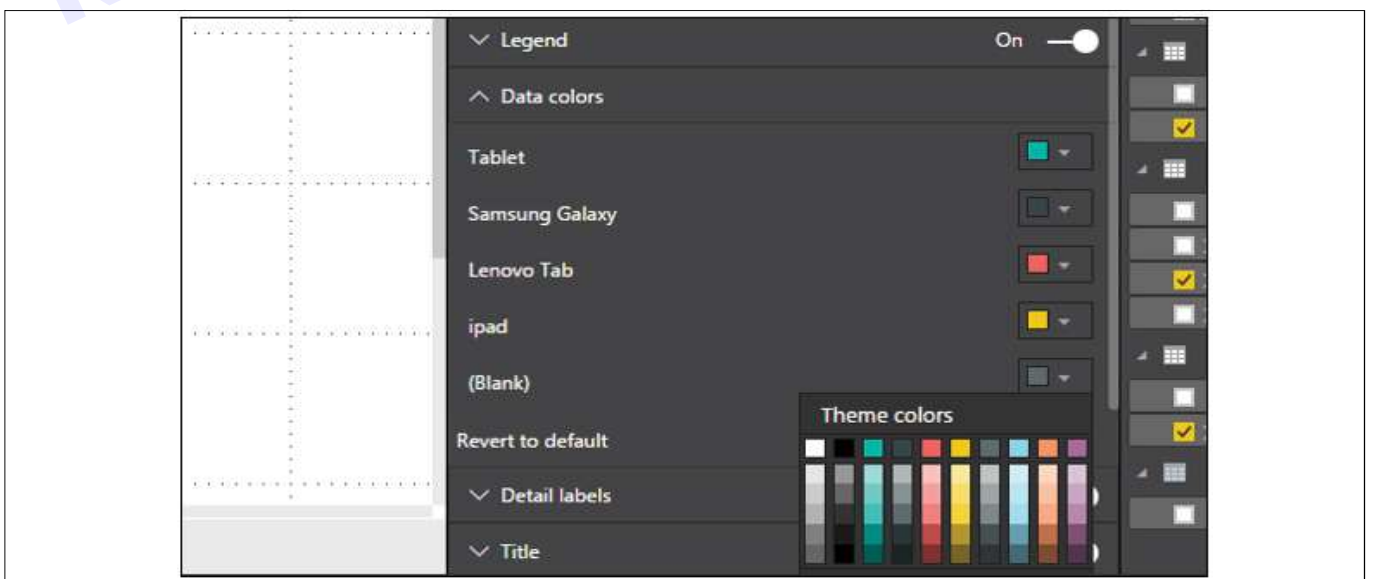 Legend On
Data colors
Tablet
Samsung Galaxy
Lenovo Tab
ipad
(Blank)
Theme colors
Revert to default
Detail labels
Title